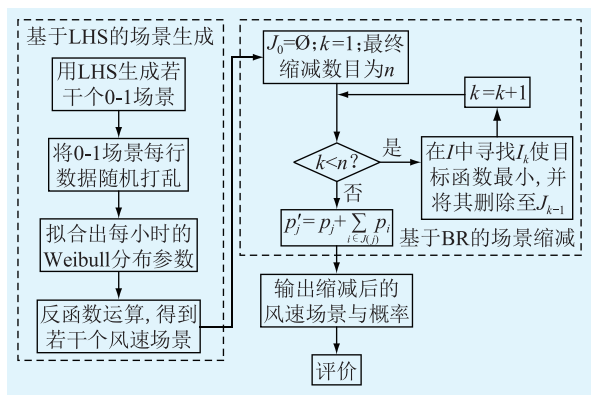 基于LHS的场景生成
用LHS生成若
干个0-1场景
将0-1场景每行
数据随机打乱
拟合出每小时的
Weibull分布参数
反函数运算,得到
若干个风速场景
J₀=Ø;k=1;最终
缩减数目为n
k=k+1
k<n?
是
在I中寻找Iₖ使目
标函数最小,并
将其删除至Jₖ₋₁
否
p′ⱼ=pⱼ+∑pᵢ
i∈J(j)
基于BR的场景缩减
输出缩减后的
风速场景与概率
评价